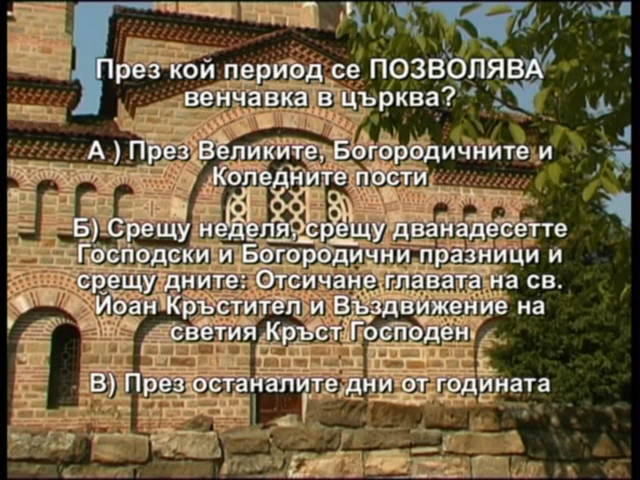 През кой период се ПОЗВОЛЯВА
венчавка в църква?
А ) През Великите, Богородичните и
Коледните пости
Б) Срещу неделя, срещу дванадесетте
Господски и Богородични празници и
срещу дните: Отсичане главата на св.
Йоан Кръстител и Въздвижение на
светия Кръст Господен
В) През останалите дни от годината